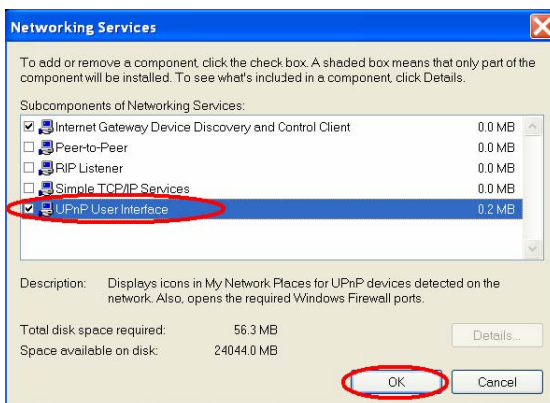 Networking Services
To add or remove a component, click the check box. A shaded box means that only part of the
component will be installed. To see what's included in a component, click Details.
Subcomponents of Networking Services:
Internet Gateway Device Discovery and Control Client 0.0 MB
Peer-to-Peer 0.0 MB
RIP Listener 0.0 MB
Simple TCP/IP Services 0.0 MB
UPnP User Interface 0.2 MB
Description: Displays icons in My Network Places for UPnP devices detected on the
network. Also, opens the required Windows Firewall ports.
Total disk space required: 56.3 MB
Details...
Space available on disk: 24044.0 MB
OK Cancel